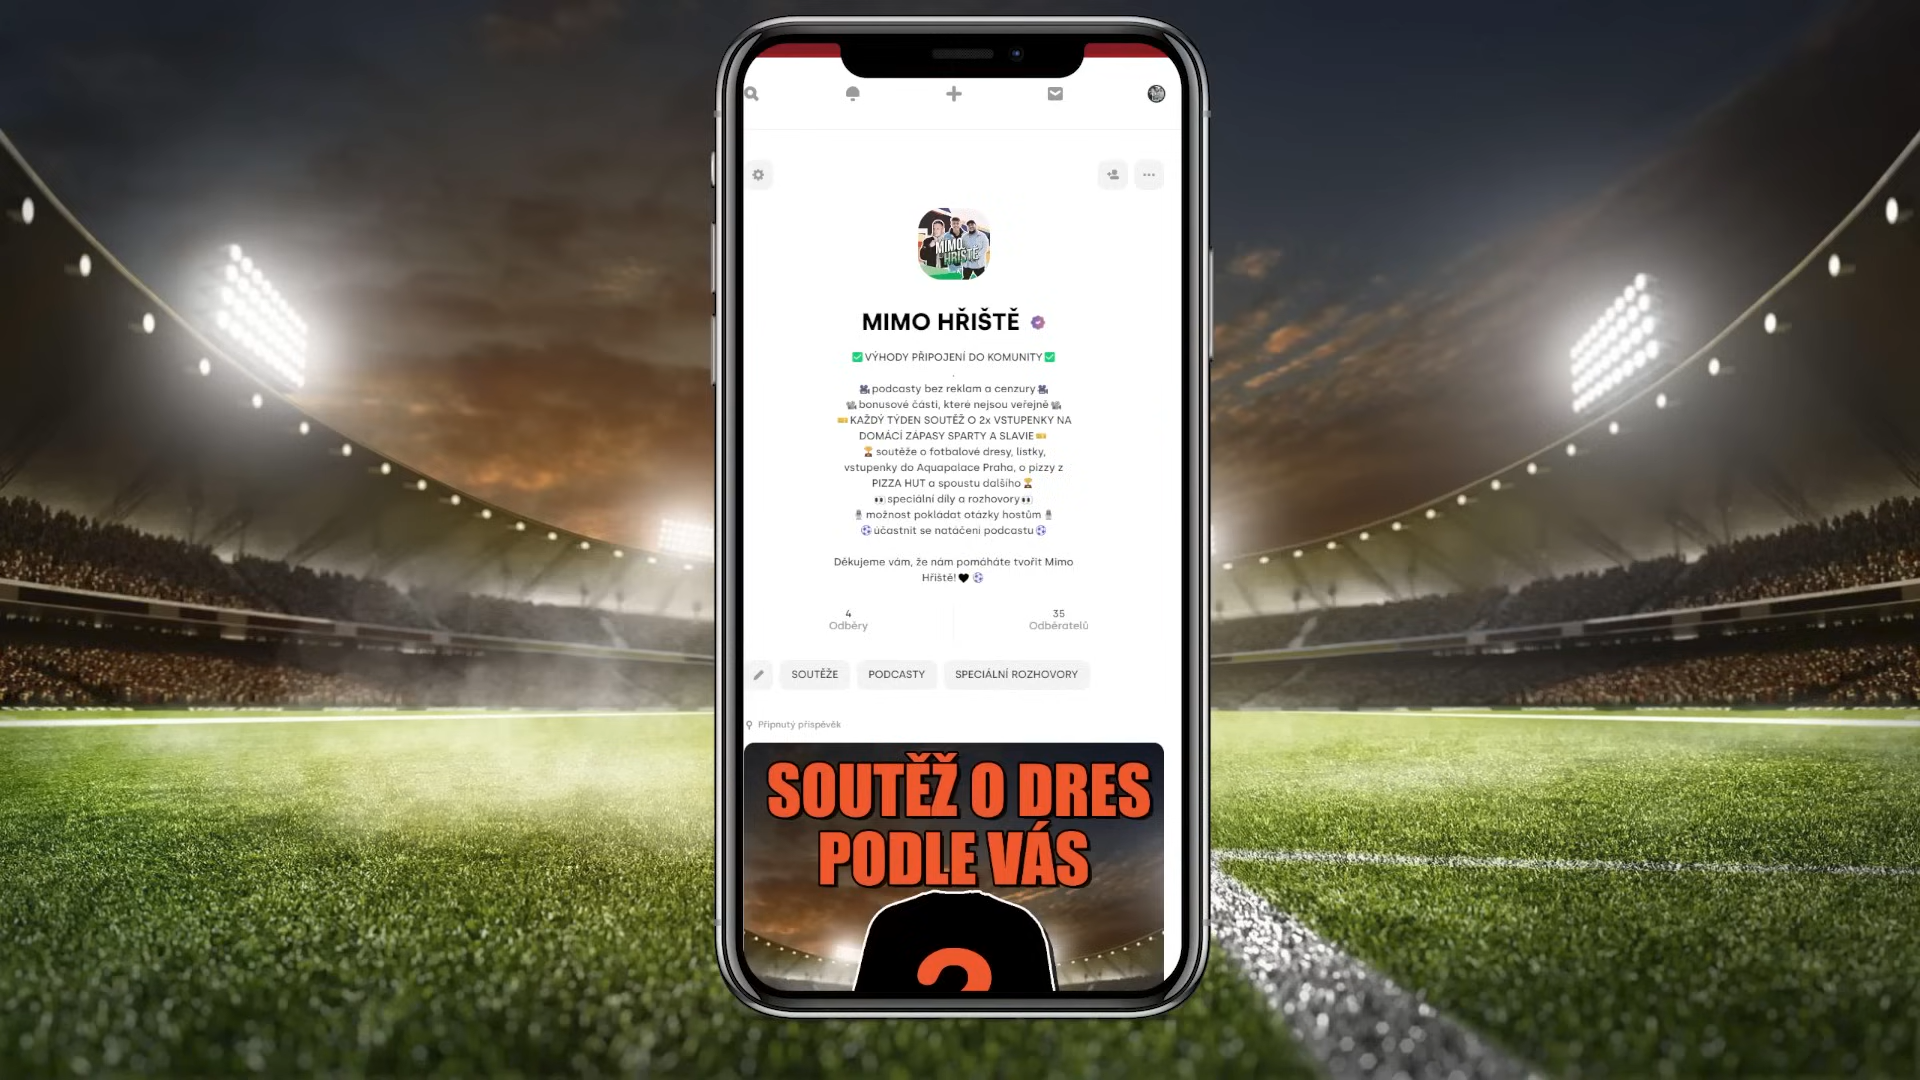 MIMO
HŘIŠTĚ
MIMO HŘIŠTĚ
VÝHODY PŘIPOJENÍ DO KOMUNITY
.
podcasty bez reklam a cenzury
bonusové části, které nejsou veřejně
KAŽDÝ TÝDEN SOUTĚŽ O 2x VSTUPENKY NA
DOMÁCÍ ZÁPASY SPARTY A SLAVIE
soutěže o fotbalové dresy, lístky,
vstupenky do Aquapalace Praha, o pizzy z
PIZZA HUT a spoustu dalšího
speciální díly a rozhovory
možnost pokládat otázky hostům
účastnit se natáčení podcastu
Děkujeme vám, že nám pomáháte tvořit Mimo
Hřiště!
4
Odběry
35
Odběratelů
SOUTĚŽE
PODCASTY
SPECIÁLNÍ ROZHOVORY
Připnutý příspěvěk
SOUTĚŽ O DRES
PODLE VÁS
?